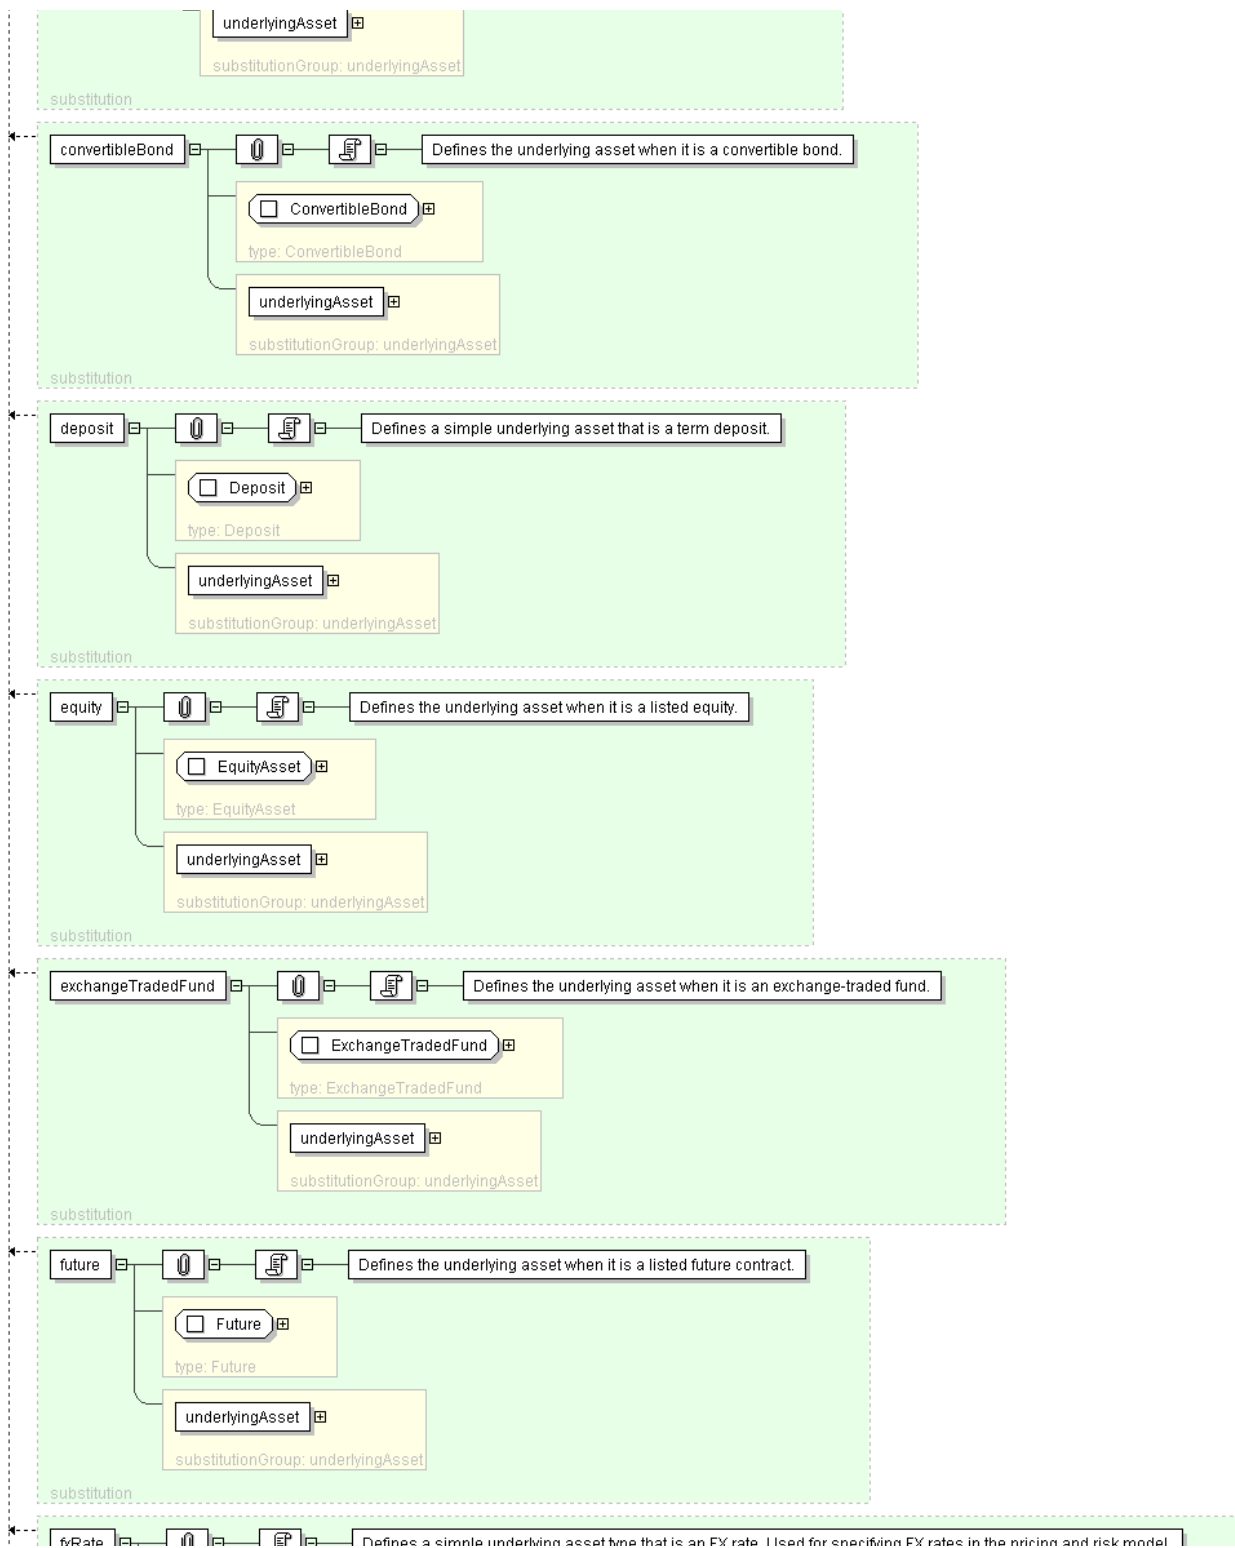 underlyingAsset
substitutionGroup: underlyingAsset
substitution
convertibleBond
Defines the underlying asset when it is a convertible bond.
ConvertibleBond
type: ConvertibleBond
underlyingAsset
substitutionGroup: underlyingAsset
substitution
deposit
Defines a simple underlying asset that is a term deposit.
Deposit
type: Deposit
underlyingAsset
substitutionGroup: underlyingAsset
substitution
equity
Defines the underlying asset when it is a listed equity.
EquityAsset
type: EquityAsset
underlyingAsset
substitutionGroup: underlyingAsset
substitution
exchangeTradedFund
Defines the underlying asset when it is an exchange-traded fund.
ExchangeTradedFund
type: ExchangeTradedFund
underlyingAsset
substitutionGroup: underlyingAsset
substitution
future
Defines the underlying asset when it is a listed future contract.
Future
type: Future
underlyingAsset
substitutionGroup: underlyingAsset
substitution
fxRate
Defines a simple underlying asset type that is an FX rate. Used for specifying FX rates in the pricing and risk model.